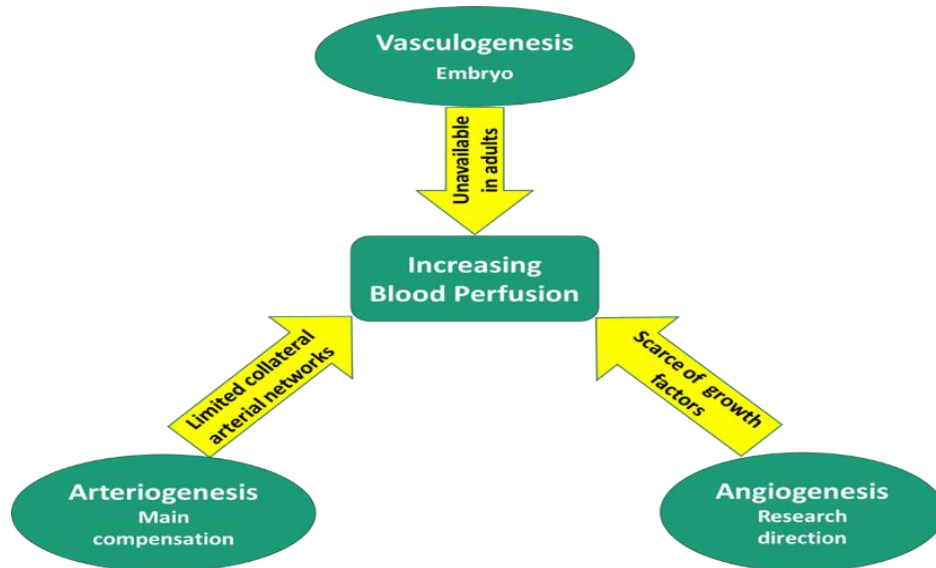 Vasculogenesis
Embryo
Unavailable
in adults
Increasing
Blood Perfusion
Limited collateral
arterial networks
Scarce of growth
factors
Arteriogenesis
Main
compensation
Angiogenesis
Research
direction